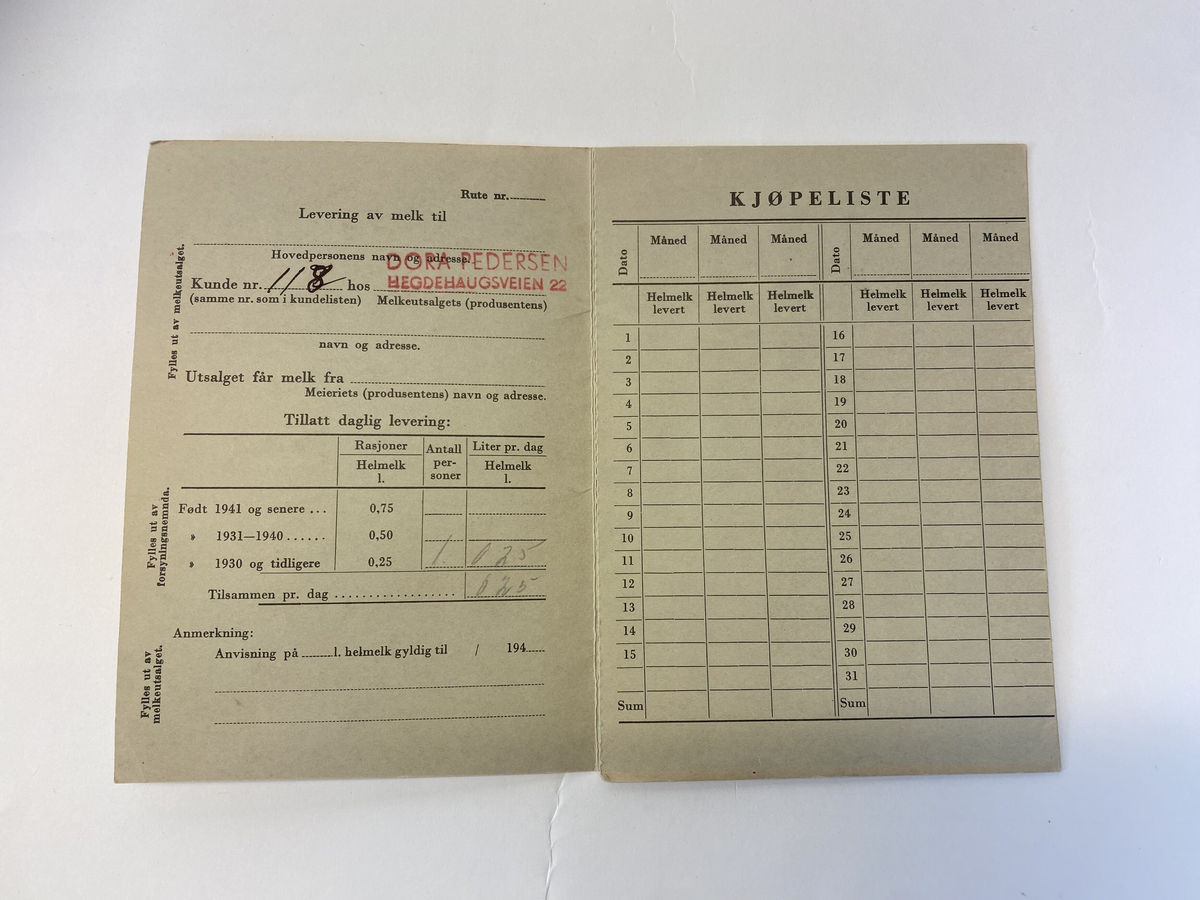 Rute nr.
Levering av melk til
Hovedpersonens navn og adresse.
DORA PEDERSEN
Kunde nr. 118 hos HEGDEHAUGSVEIEN 22
(samme nr. som i kundelisten) Melkeutsalgets (produsentens)
navn og adresse.
Utsalget får melk fra
Meieriets (produsentens) navn og adresse.
Fylles ut av melkeutsalget.
Tillatt daglig levering:
Rasjoner Antall Liter pr. dag
Helmelk per- Helmelk
l. soner l.
Født 1941 og senere ... 0,75
» 1931—1940 ...... 0,50
» 1930 og tidligere 0,25 1 0 25
Tilsammen pr. dag .................. 0 25
Fylles ut av
forsyningsnemnda.
Anmerkning:
Anvisning på l. helmelk gyldig til / 194
Fylles ut av
melkeutsalget.
KJØPELISTE
Dato Måned Måned Måned Dato Måned Måned Måned
Helmelk Helmelk Helmelk Helmelk Helmelk Helmelk
levert levert levert levert levert levert
1 16
2 17
3 18
4 19
5 20
6 21
7 22
8 23
9 24
10 25
11 26
12 27
13 28
14 29
15 30
31
Sum Sum